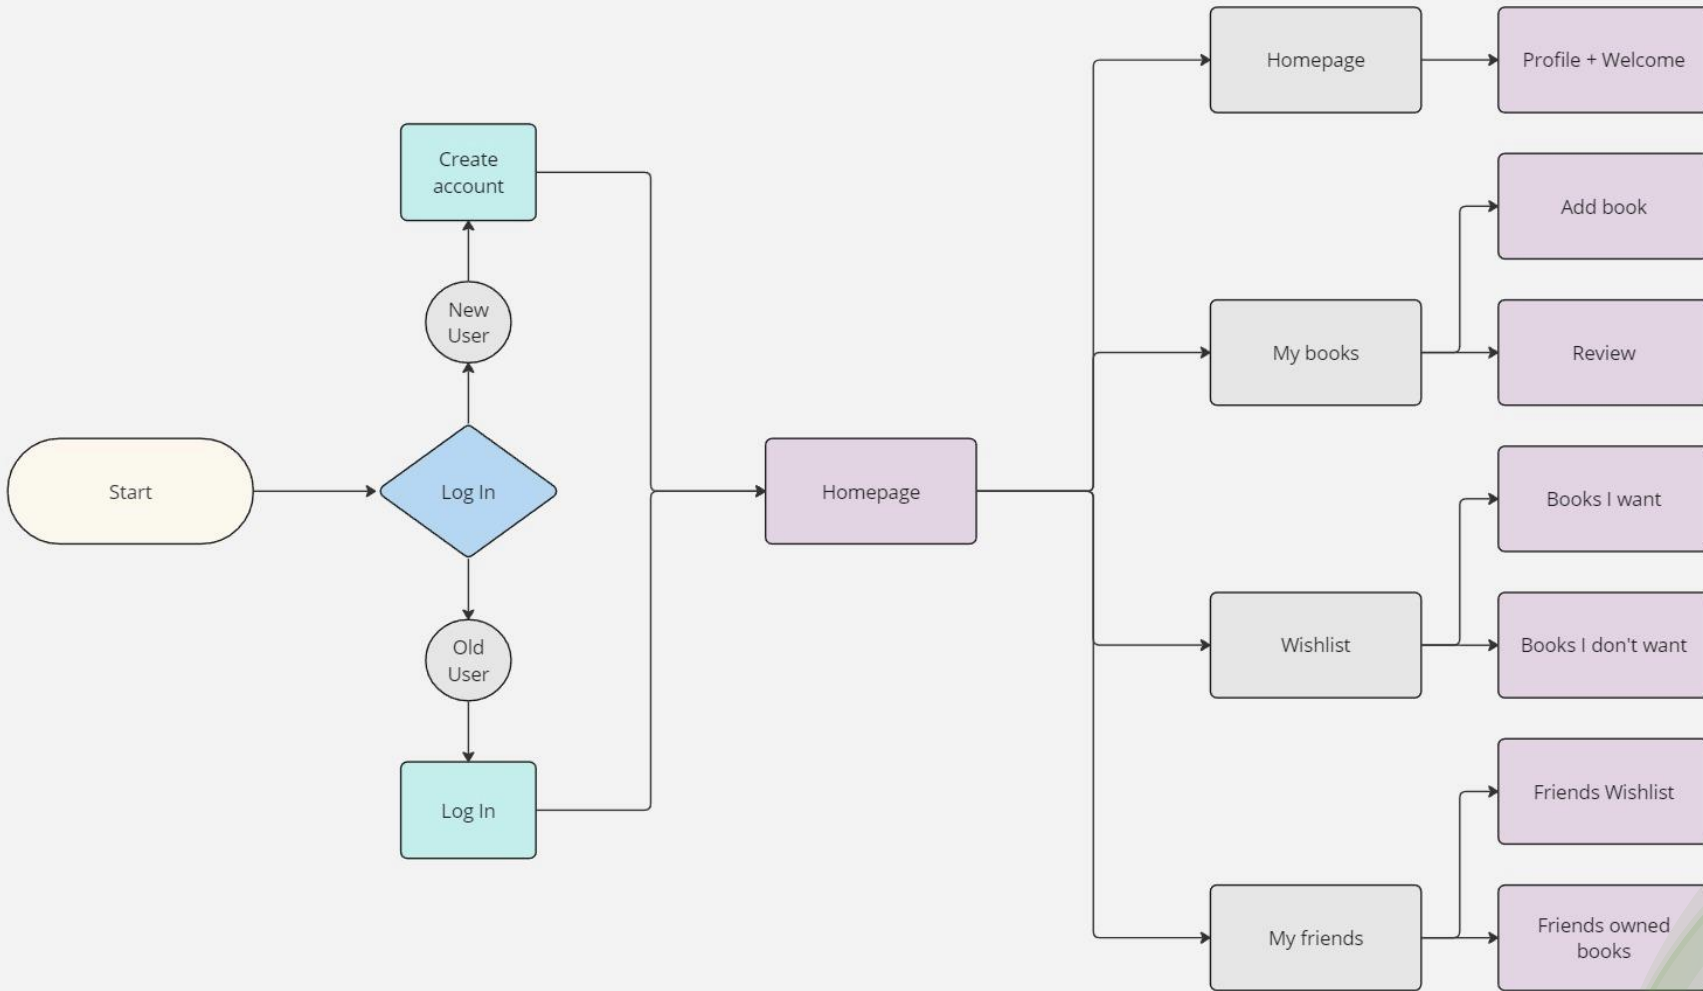 Start
Log In
New
User
Create
account
Old
User
Log In
Homepage
Homepage
Profile + Welcome
My books
Add book
Review
Wishlist
Books I want
Books I don't want
My friends
Friends Wishlist
Friends owned
books